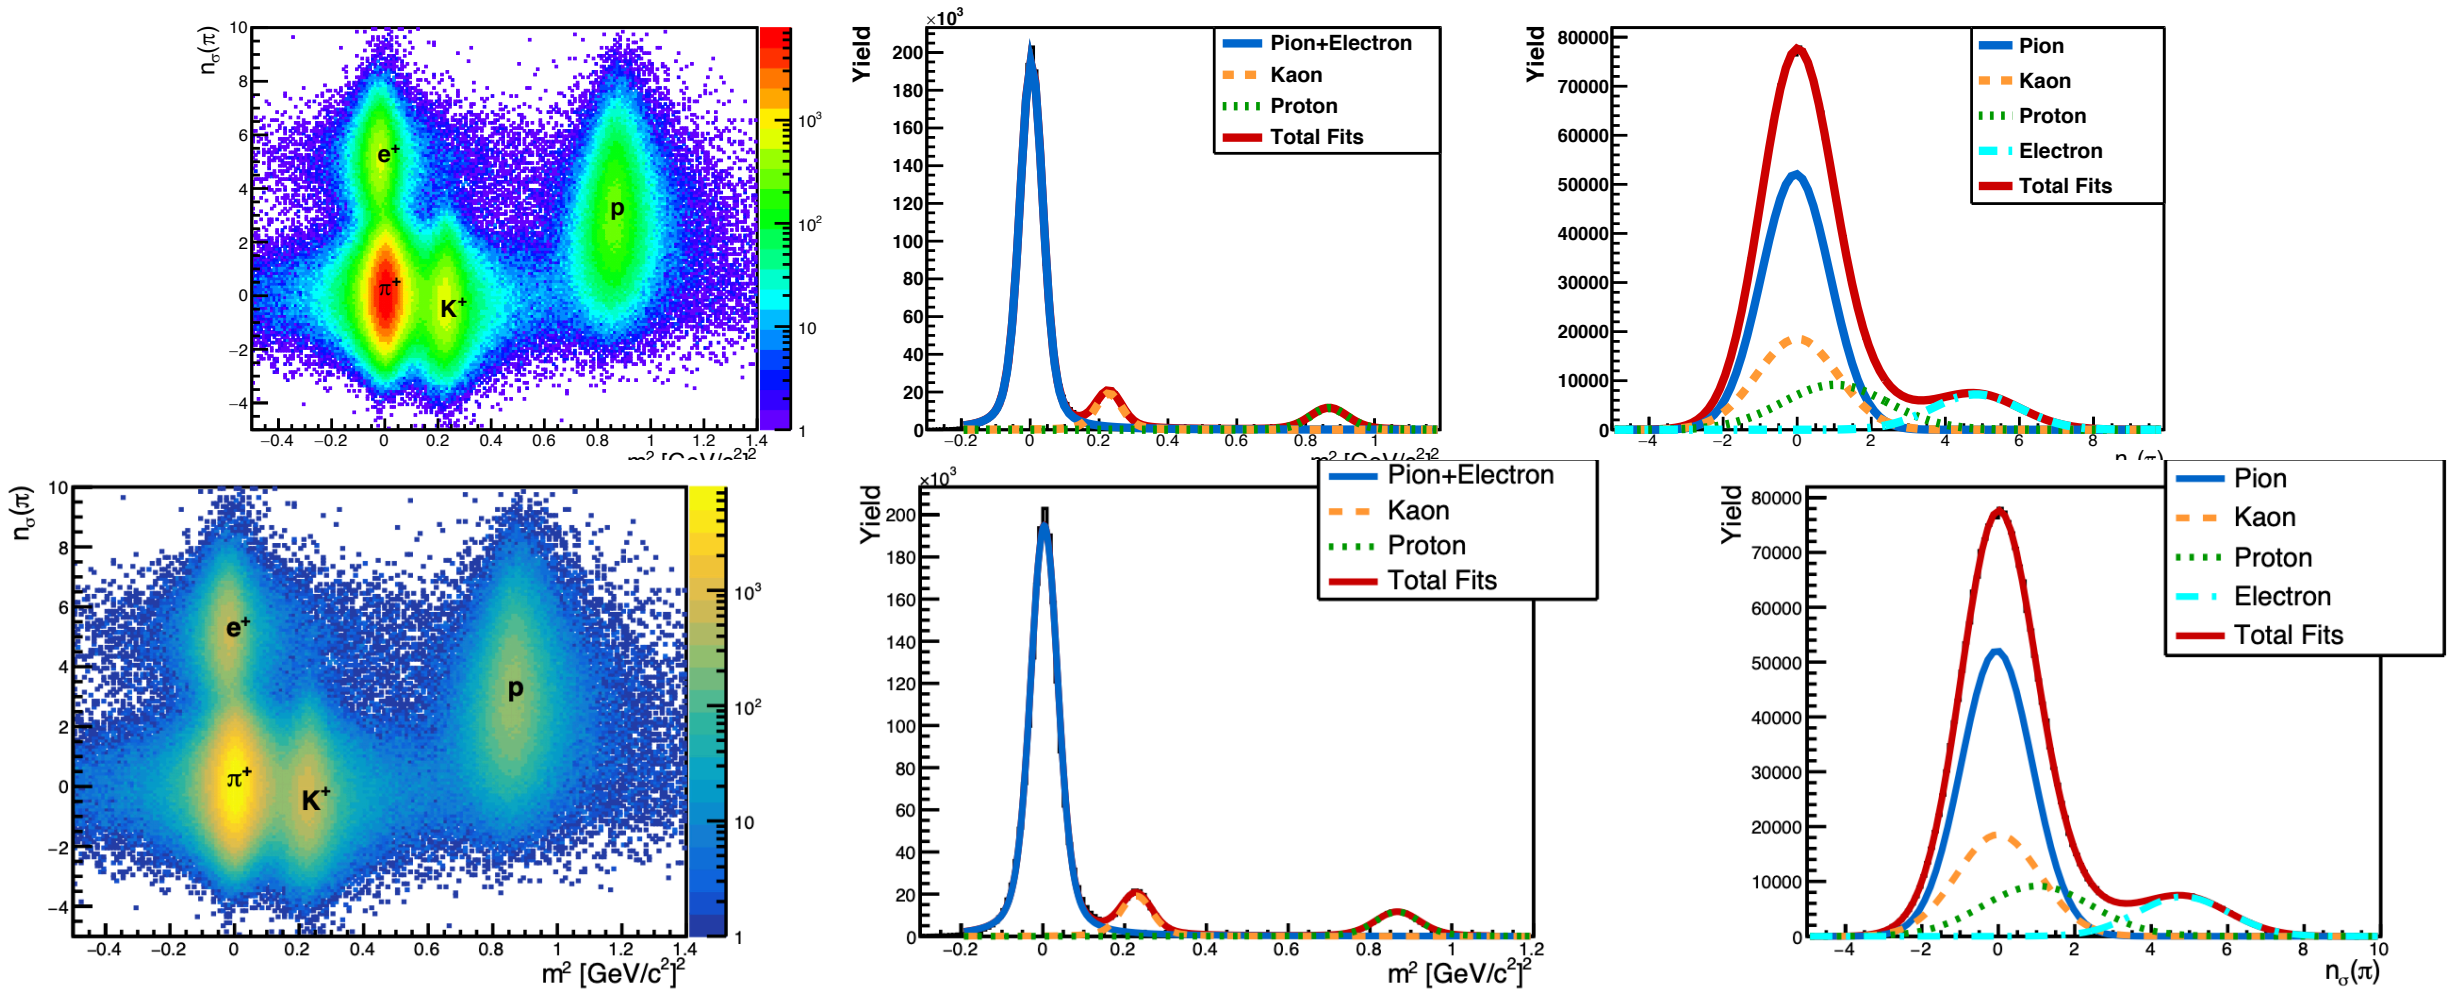 n_σ(π)
10
8
6
4
2
0
−2
−4
e⁺
π⁺
K⁺
p
−0.4 −0.2 0 0.2 0.4 0.6 0.8 1 1.2 1.4
m² [GeV/c²]²
10³
10²
10
1
×10³
Yield
200
180
160
140
120
100
80
60
40
20
0
−0.2 0 0.2 0.4 0.6 0.8 1
m² [GeV/c²]²
Pion+Electron
Kaon
Proton
Total Fits
Yield
80000
70000
60000
50000
40000
30000
20000
10000
0
−4 −2 0 2 4 6 8
n_σ(π)
Pion
Kaon
Proton
Electron
Total Fits
n_σ(π)
10
8
6
4
2
0
−2
−4
e⁺
π⁺
K⁺
p
−0.4 −0.2 0 0.2 0.4 0.6 0.8 1 1.2 1.4
m² [GeV/c²]²
10³
10²
10
1
×10³
Yield
200
180
160
140
120
100
80
60
40
20
0
−0.2 0 0.2 0.4 0.6 0.8 1 1.2
m² [GeV/c²]²
Pion+Electron
Kaon
Proton
Total Fits
Yield
80000
70000
60000
50000
40000
30000
20000
10000
0
−4 −2 0 2 4 6 8 10
n_σ(π)
Pion
Kaon
Proton
Electron
Total Fits